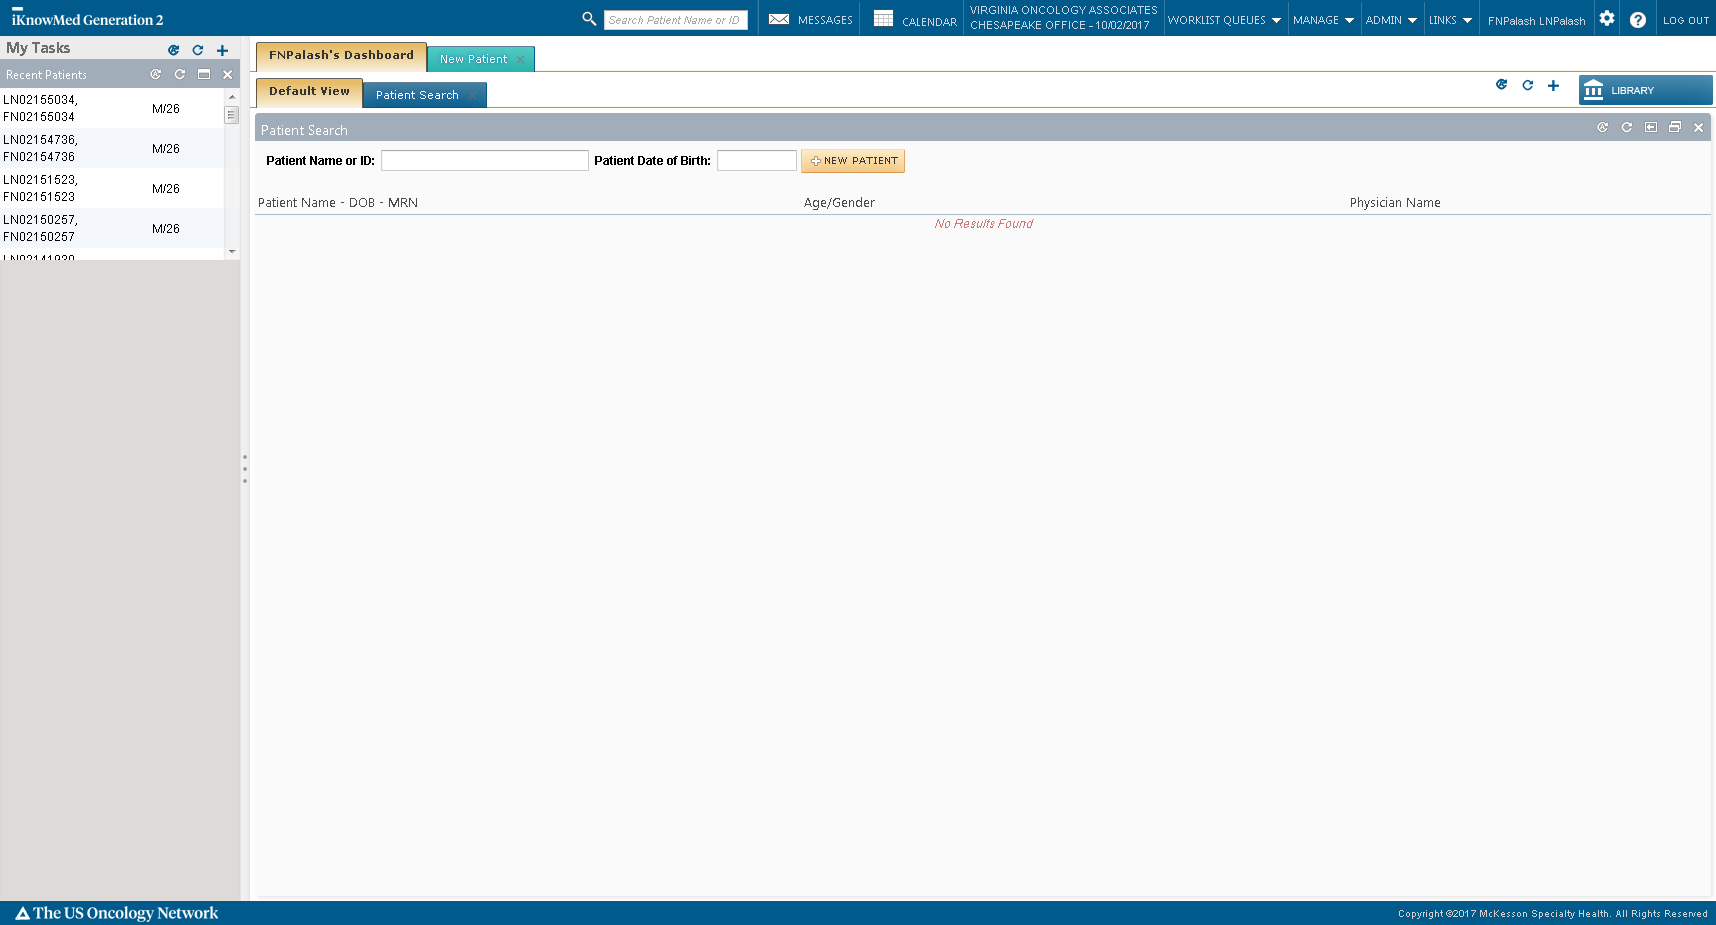 iKnowMed Generation 2
Search Patient Name or ID
MESSAGES
CALENDAR
VIRGINIA ONCOLOGY ASSOCIATES
CHESAPEAKE OFFICE - 10/02/2017
WORKLIST QUEUES
MANAGE
ADMIN
LINKS
FNPalash LNPalash
LOG OUT
My Tasks
Recent Patients
LN02155034,
FN02155034
M/26
LN02154736,
FN02154736
M/26
LN02151523,
FN02151523
M/26
LN02150257,
FN02150257
M/26
LN02141930
FNPalash's Dashboard
New Patient
Default View
Patient Search
LIBRARY
Patient Search
Patient Name or ID:
Patient Date of Birth:
NEW PATIENT
Patient Name - DOB - MRN
Age/Gender
Physician Name
No Results Found
The US Oncology Network
Copyright ©2017 McKesson Specialty Health. All Rights Reserved